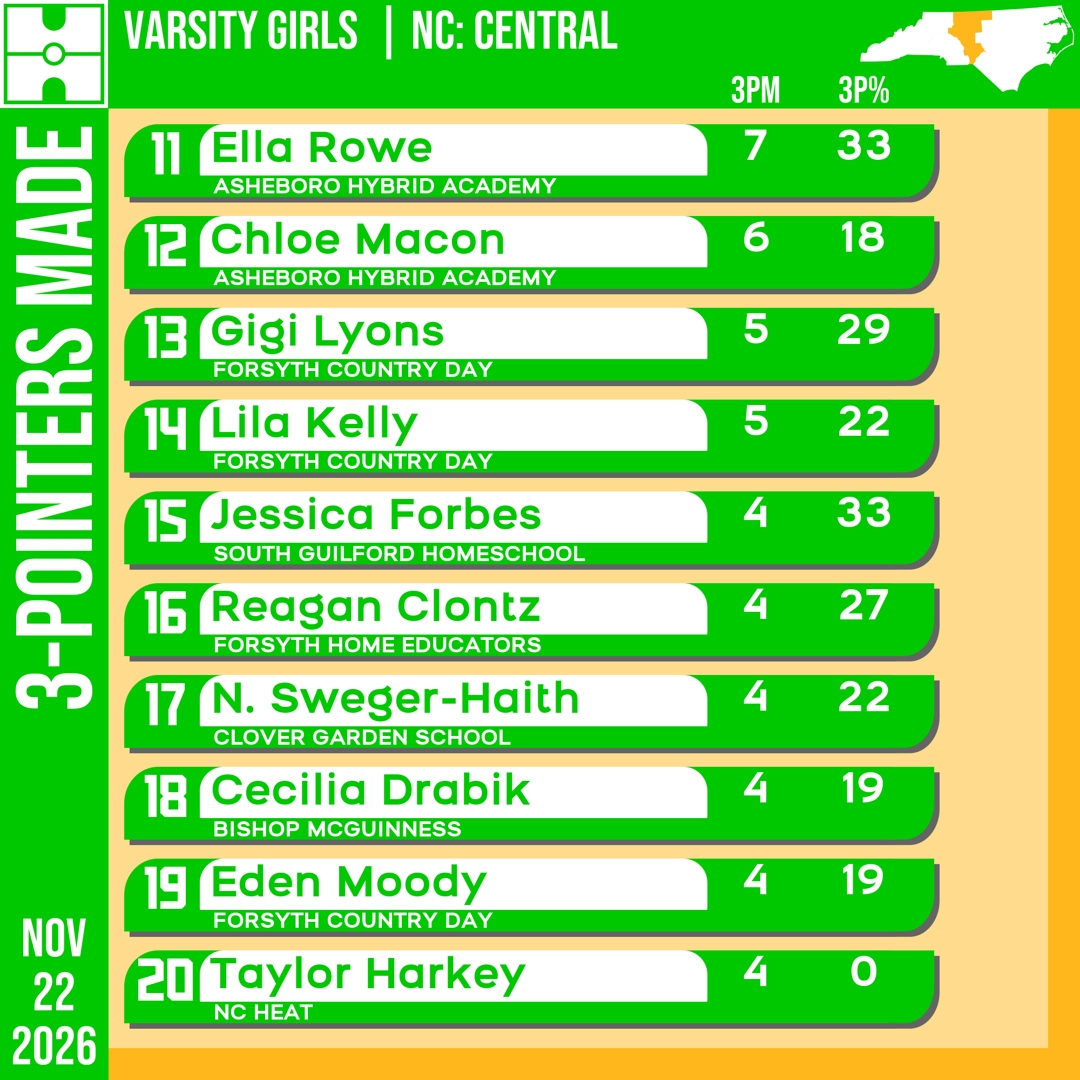 VARSITY GIRLS | NC: CENTRAL
3PM 3P%
3-POINTERS MADE
11 Ella Rowe 7 33
ASHEBORO HYBRID ACADEMY
12 Chloe Macon 6 18
ASHEBORO HYBRID ACADEMY
13 Gigi Lyons 5 29
FORSYTH COUNTRY DAY
14 Lila Kelly 5 22
FORSYTH COUNTRY DAY
15 Jessica Forbes 4 33
SOUTH GUILFORD HOMESCHOOL
16 Reagan Clontz 4 27
FORSYTH HOME EDUCATORS
17 N. Sweger-Haith 4 22
CLOVER GARDEN SCHOOL
18 Cecilia Drabik 4 19
BISHOP MCGUINNESS
19 Eden Moody 4 19
FORSYTH COUNTRY DAY
20 Taylor Harkey 4 0
NC HEAT
NOV
22
2026